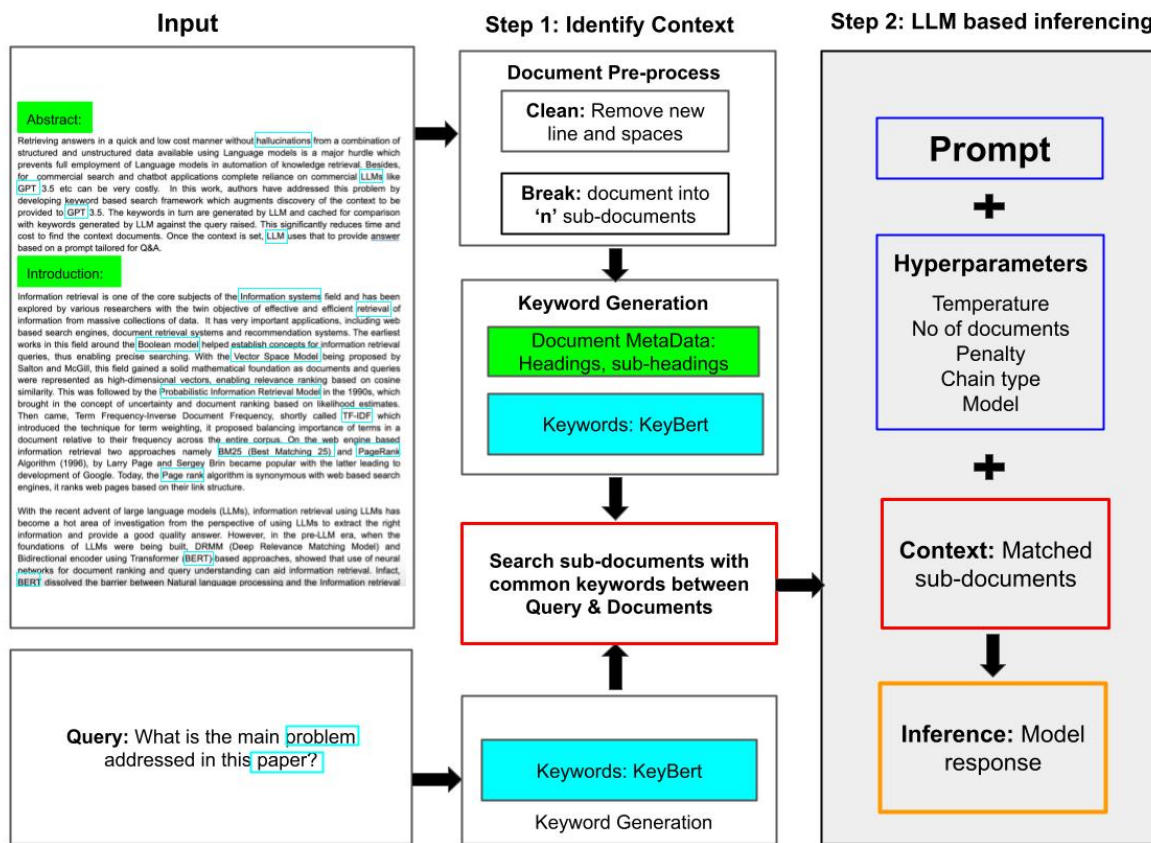 Input
Abstract:
Retrieving answers in a quick and low cost manner without hallucinations from a combination of
structured and unstructured data available using Language models is a major hurdle which
prevents full employment of Language models in automation of knowledge retrieval. Besides,
for commercial search and chatbot applications complete reliance on commercial LLMs like
GPT 3.5 etc can be very costly. In this work, authors have addressed this problem by
developing keyword based search framework which augments discovery of the context to be
provided to GPT 3.5. The keywords in turn are generated by LLM and cached for comparison
with keywords generated by LLM against the query raised. This significantly reduces time and
cost to find the context documents. Once the context is set, LLM uses that to provide answer
based on a prompt tailored for Q&A.
Introduction:
Information retrieval is one of the core subjects of the Information systems field and has been
explored by various researchers with the twin objective of effective and efficient retrieval of
information from massive collections of data. It has very important applications, including web
based search engines, document retrieval systems and recommendation systems. The earliest
works in this field around the Boolean model helped establish concepts for information retrieval
queries, thus enabling precise searching. With the Vector Space Model being proposed by
Salton and McGill, this field gained a solid mathematical foundation as documents and queries
were represented as high-dimensional vectors, enabling relevance ranking based on cosine
similarity. This was followed by the Probabilistic Information Retrieval Model in the 1990s, which
brought in the concept of uncertainty and document ranking based on likelihood estimates.
Then came, Term Frequency-Inverse Document Frequency, shortly called TF-IDF which
introduced the technique for term weighting, it proposed balancing importance of terms in a
document relative to their frequency across the entire corpus. On the web engine based
information retrieval two approaches namely BM25 (Best Matching 25) and PageRank
Algorithm (1996), by Larry Page and Sergey Brin became popular with the latter leading to
development of Google. Today, the Page rank algorithm is synonymous with web based search
engines, it ranks web pages based on their link structure.
With the recent advent of large language models (LLMs), information retrieval using LLMs has
become a hot area of investigation from the perspective of using LLMs to extract the right
information and provide a good quality answer. However, in the pre-LLM era, when the
foundations of LLMs were being built, DRMM (Deep Relevance Matching Model) and
Bidirectional encoder using Transformer (BERT) based approaches, showed that use of neural
networks for document ranking and query understanding can aid information retrieval. Infact,
BERT dissolved the barrier between Natural language processing and the Information retrieval
Query: What is the main problem
addressed in this paper?
Step 1: Identify Context
Document Pre-process
Clean: Remove new
line and spaces
Break: document into
‘n’ sub-documents
Keyword Generation
Document MetaData:
Headings, sub-headings
Keywords: KeyBert
Search sub-documents with
common keywords between
Query & Documents
Keywords: KeyBert
Keyword Generation
Step 2: LLM based inferencing
Prompt
+
Hyperparameters
Temperature
No of documents
Penalty
Chain type
Model
+
Context: Matched
sub-documents
Inference: Model
response